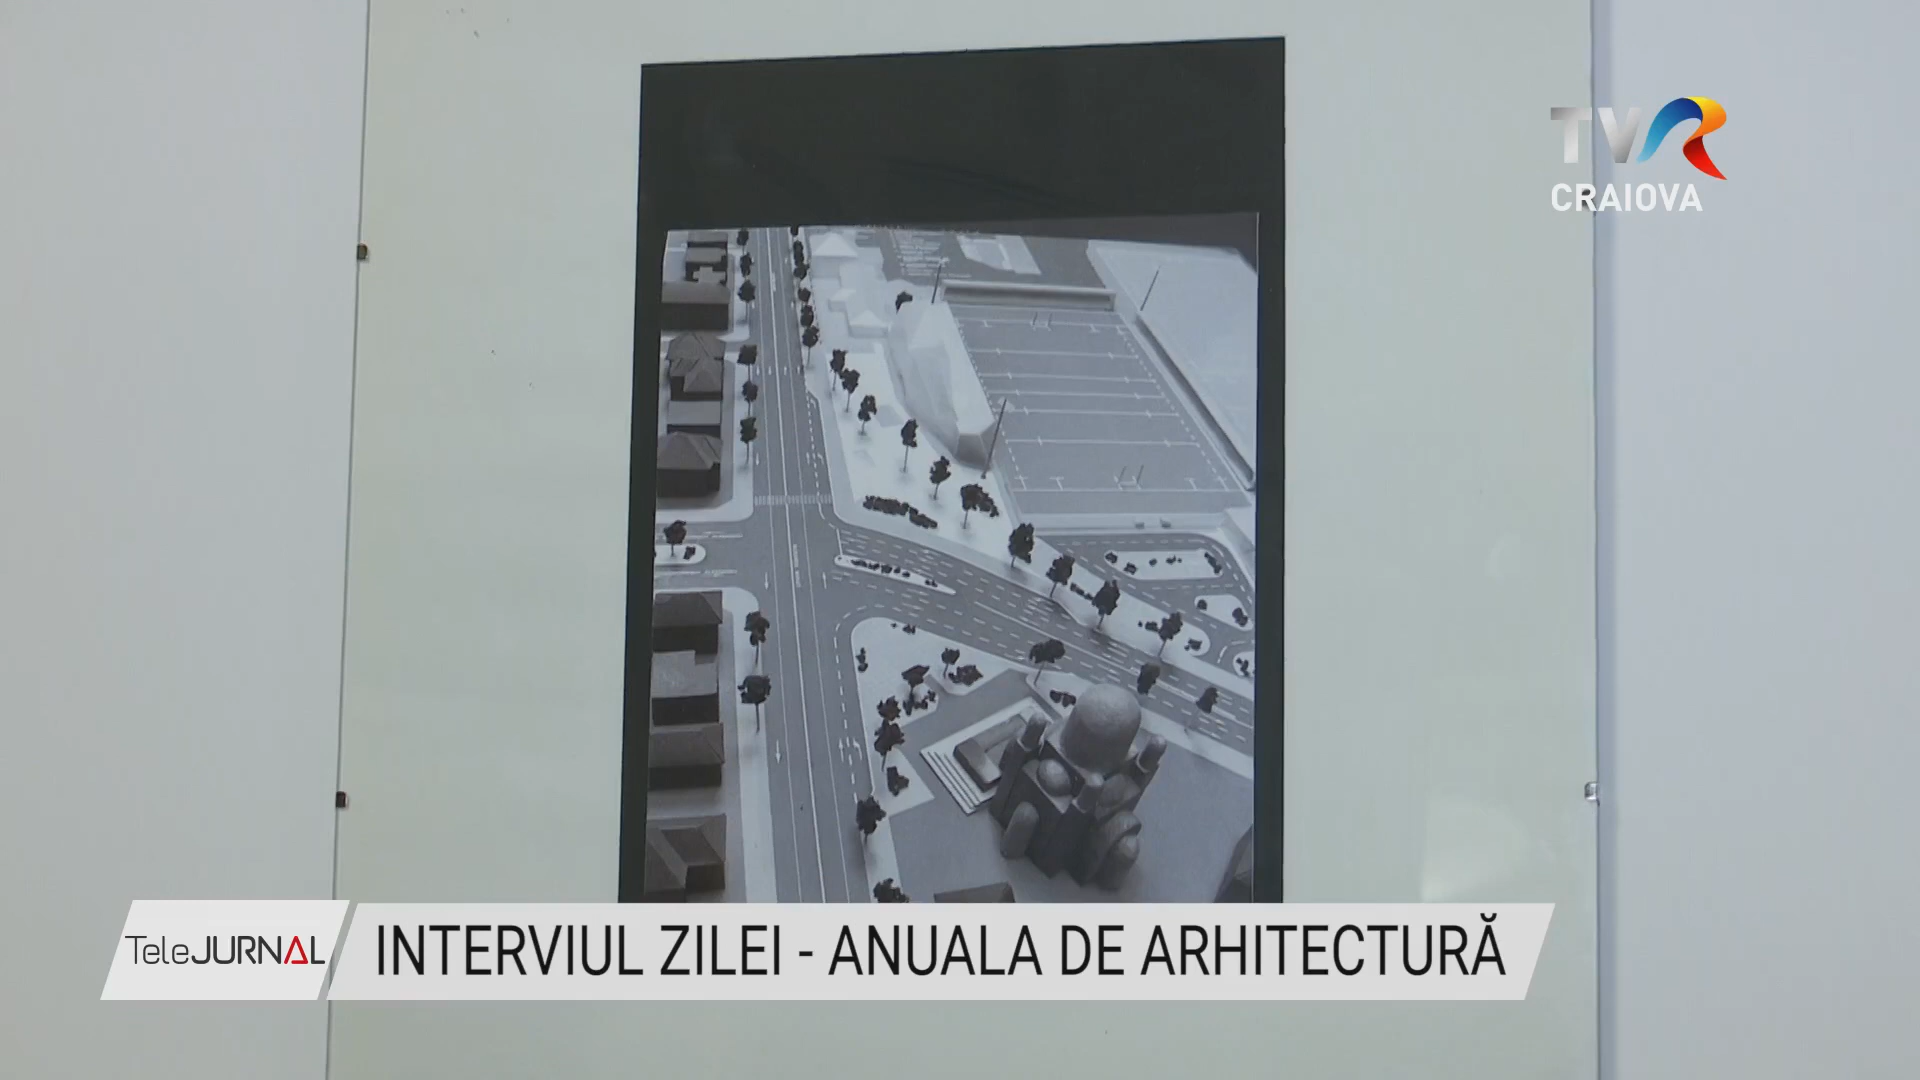 TVR
CRAIOVA
TeleJURNAL
INTERVIUL ZILEI - ANUALA DE ARHITECTURĂ